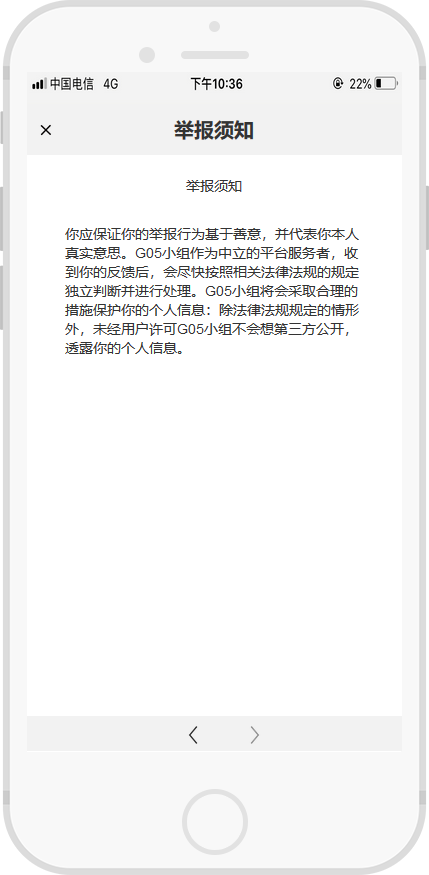 中国电信 4G 下午10:36 22%
× 举报须知
举报须知
你应保证你的举报行为基于善意，并代表你本人
真实意思。G05小组作为中立的平台服务者，收
到你的反馈后，会尽快按照相关法律法规的规定
独立判断并进行处理。G05小组将会采取合理的
措施保护你的个人信息：除法律法规规定的情形
外，未经用户许可G05小组不会想第三方公开，
透露你的个人信息。